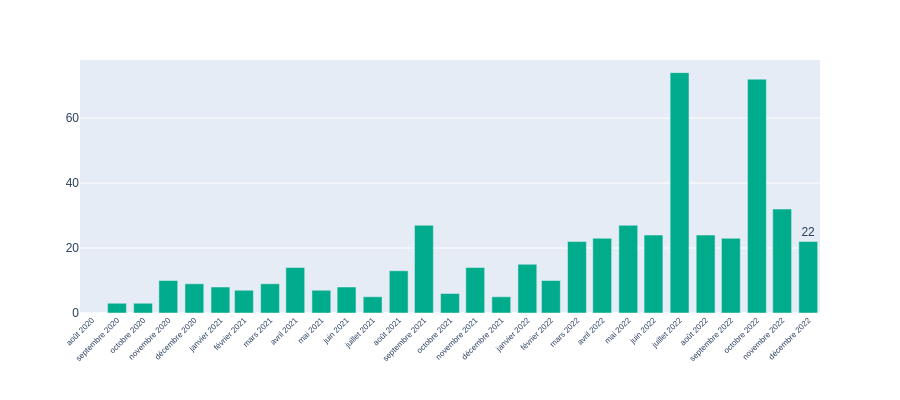 60
40
20
0
22
août 2020
septembre 2020
octobre 2020
novembre 2020
décembre 2020
janvier 2021
février 2021
mars 2021
avril 2021
mai 2021
juin 2021
juillet 2021
août 2021
septembre 2021
octobre 2021
novembre 2021
décembre 2021
janvier 2022
février 2022
mars 2022
avril 2022
mai 2022
juin 2022
juillet 2022
août 2022
septembre 2022
octobre 2022
novembre 2022
décembre 2022